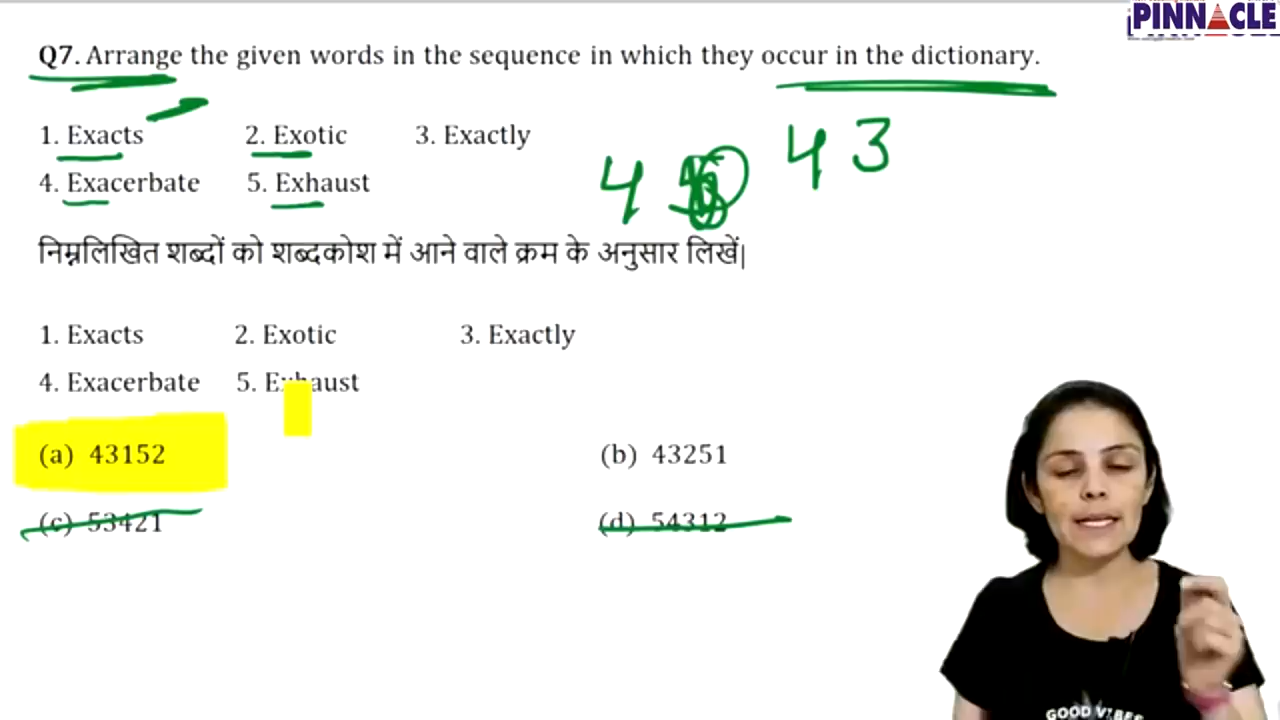 PINNACLE
Q7. Arrange the given words in the sequence in which they occur in the dictionary.
1. Exacts 2. Exotic 3. Exactly
4. Exacerbate 5. Exhaust
4 3
4
निम्नलिखित शब्दों को शब्दकोश में आने वाले क्रम के अनुसार लिखें|
1. Exacts 2. Exotic 3. Exactly
4. Exacerbate 5. Exhaust
(a) 43152 (b) 43251
(c) 53421 (d) 54312
GOOD VIBES